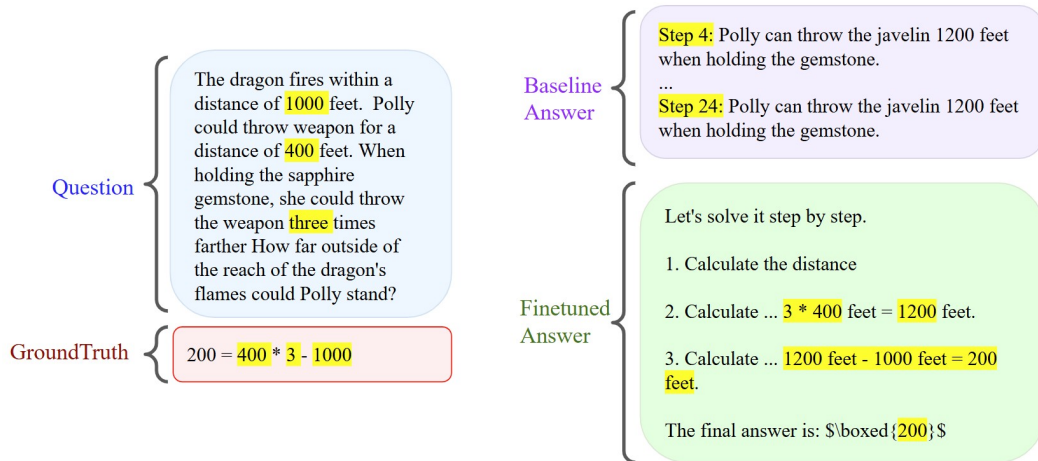 Question
The dragon fires within a
distance of 1000 feet.  Polly
could throw weapon for a
distance of 400 feet. When
holding the sapphire
gemstone, she could throw
the weapon three times
farther How far outside of
the reach of the dragon's
flames could Polly stand?
GroundTruth
200 = 400 * 3 - 1000
Baseline
Answer
Step 4: Polly can throw the javelin 1200 feet
when holding the gemstone.
...
Step 24: Polly can throw the javelin 1200 feet
when holding the gemstone.
Finetuned
Answer
Let's solve it step by step.
1. Calculate the distance
2. Calculate ... 3 * 400 feet = 1200 feet.
3. Calculate ... 1200 feet - 1000 feet = 200
feet.
The final answer is: $\boxed{200}$